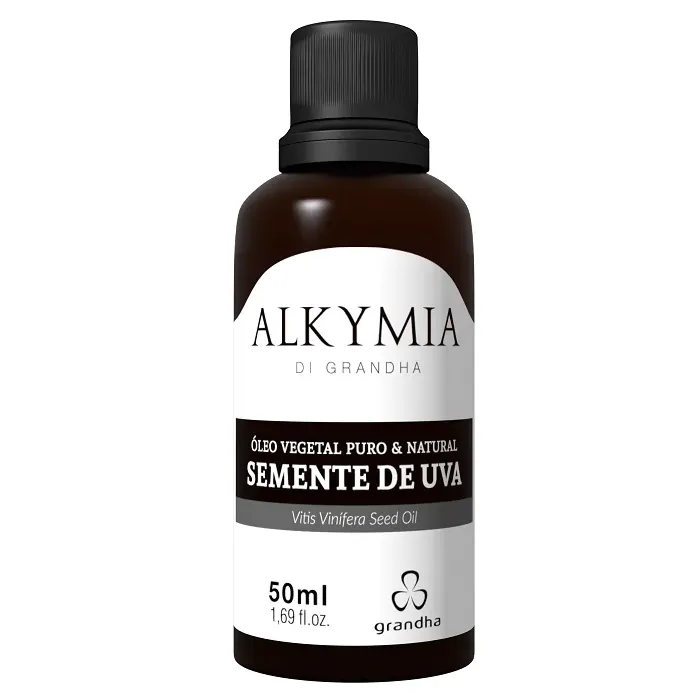 ALKYMIA
DI GRANDHA
ÓLEO VEGETAL PURO & NATURAL
SEMENTE DE UVA
Vitis Vinífera Seed Oil
50ml
1,69 fl.oz.
grandha